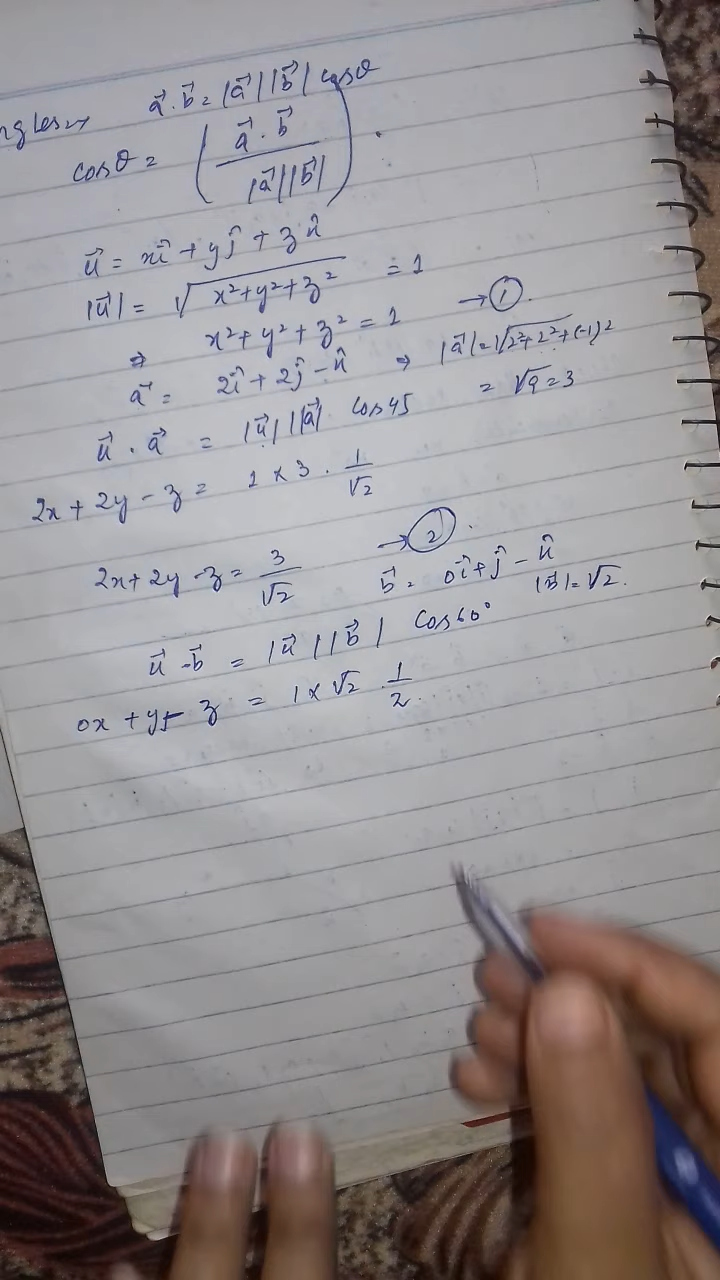 ngles→ a⃗.b⃗ = |a⃗||b⃗| cosθ
cosθ = (a⃗.b⃗ / |a⃗||b⃗|).
u⃗ = xî + yĵ + zk̂
|u⃗| = √x²+y²+z² = 1
⇒ x² + y² + z² = 1 → ①.
a⃗ = 2î + 2ĵ - k̂ ⇒ |a⃗| = √2²+2²+(-1)²
= √9 = 3
u⃗ . a⃗ = |u⃗||a⃗| cos45
2x + 2y - z = 1 × 3 . 1/√2
2x + 2y - z = 3/√2 → ②.
b⃗ = 0î + ĵ - k̂
|b⃗| = √2.
u⃗ - b⃗ = |u⃗||b⃗| cos60°
0x + y - z = 1 × √2 . 1/2.